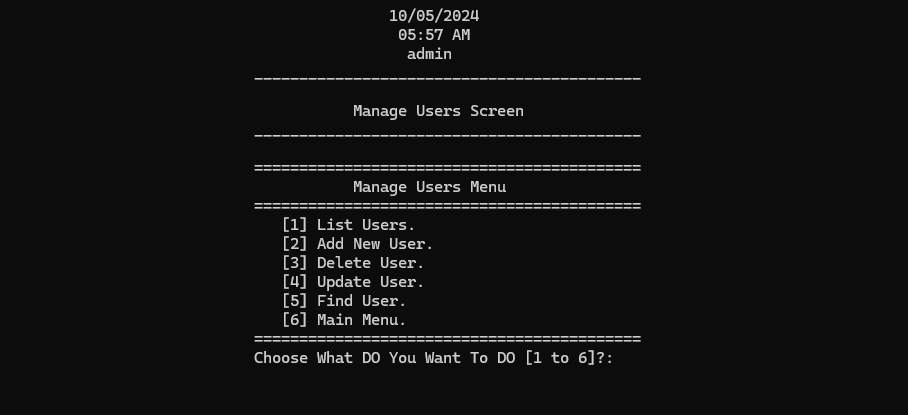 10/05/2024
05:57 AM
admin
___________________________________________
Manage Users Screen
___________________________________________
===========================================
Manage Users Menu
===========================================
[1] List Users.
[2] Add New User.
[3] Delete User.
[4] Update User.
[5] Find User.
[6] Main Menu.
===========================================
Choose What DO You Want To DO [1 to 6]?: